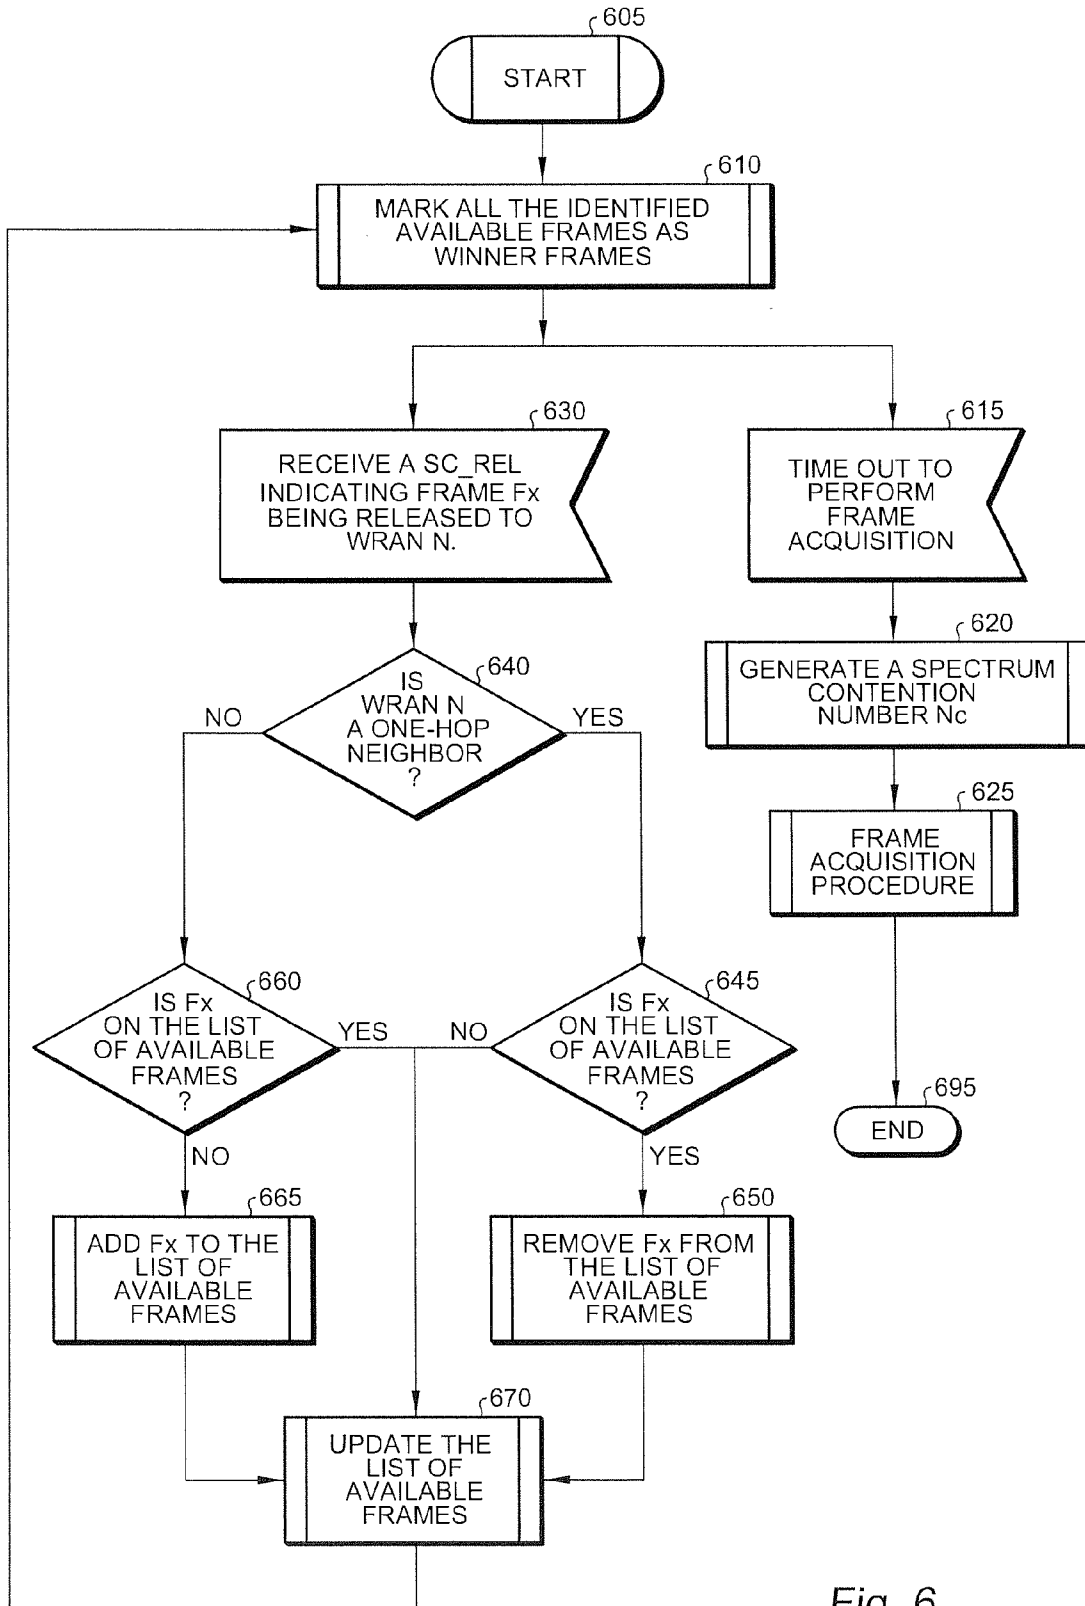 605
START
610
MARK ALL THE IDENTIFIED
AVAILABLE FRAMES AS
WINNER FRAMES
630
RECEIVE A SC_REL
INDICATING FRAME Fx
BEING RELEASED TO
WRAN N.
615
TIME OUT TO
PERFORM
FRAME
ACQUISITION
620
GENERATE A SPECTRUM
CONTENTION
NUMBER Nc
640
IS
WRAN N
A ONE-HOP
NEIGHBOR
?
NO
YES
625
FRAME
ACQUISITION
PROCEDURE
660
IS Fx
ON THE LIST
OF AVAILABLE
FRAMES
?
YES
NO
645
IS Fx
ON THE LIST
OF AVAILABLE
FRAMES
?
695
END
NO
YES
665
ADD Fx TO THE
LIST OF
AVAILABLE
FRAMES
650
REMOVE Fx FROM
THE LIST OF
AVAILABLE
FRAMES
670
UPDATE THE
LIST OF
AVAILABLE
FRAMES
Fig. 6